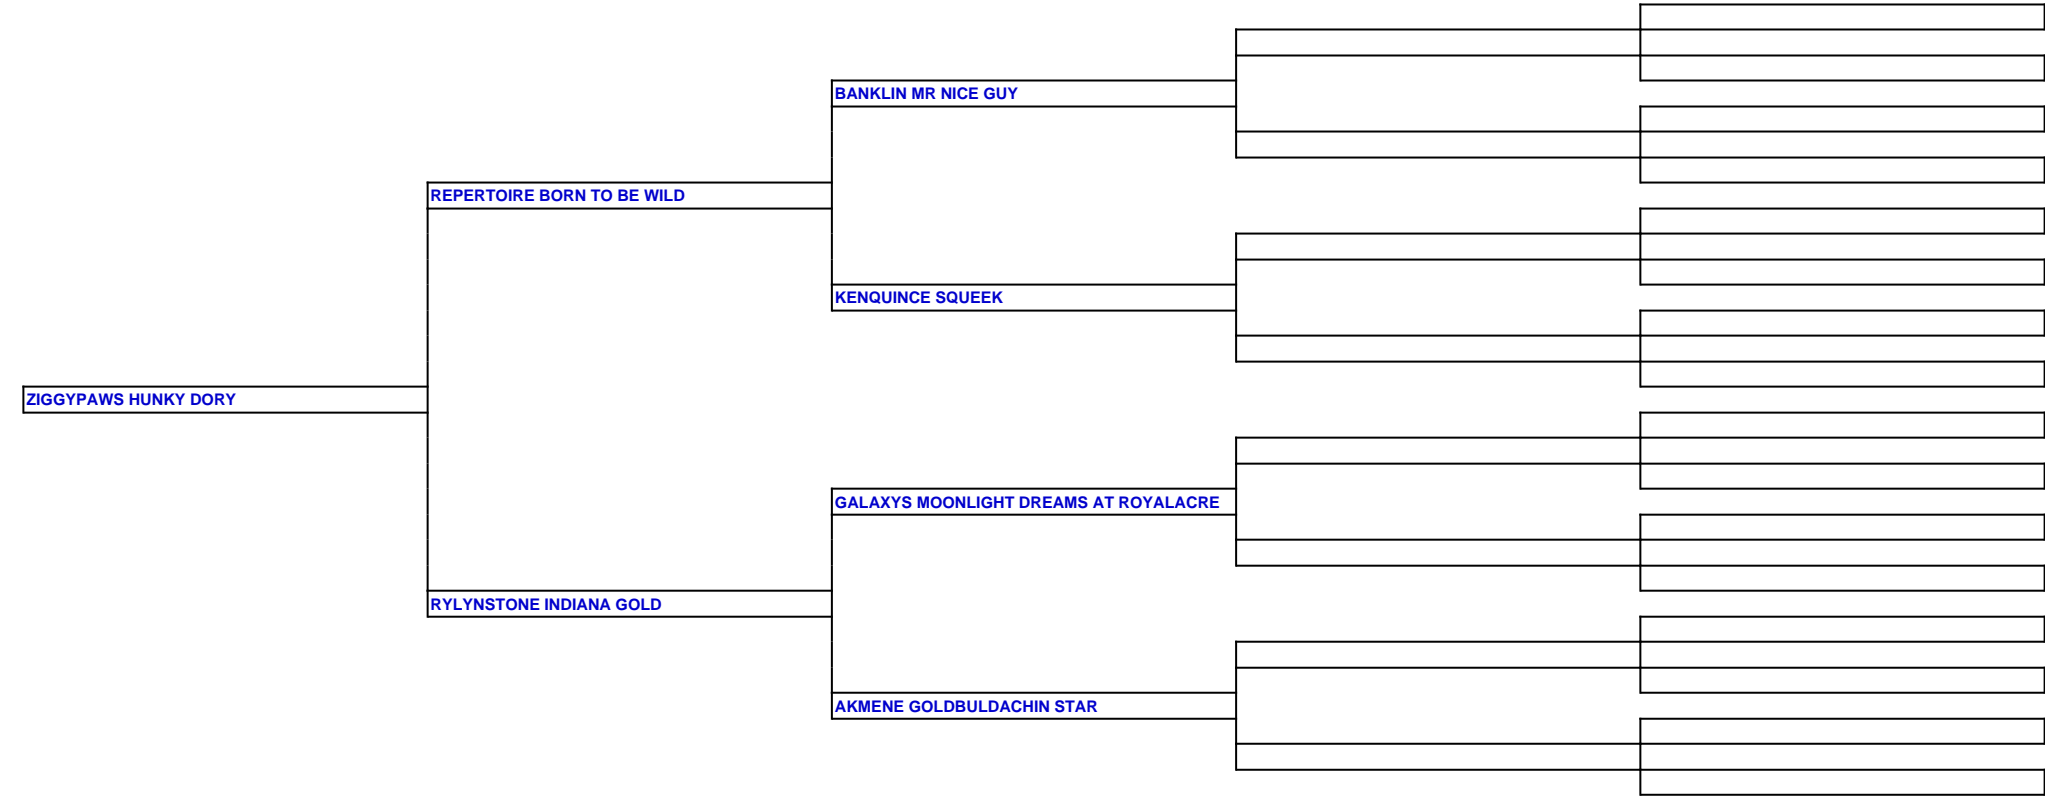 BANKLIN MR NICE GUY
REPERTOIRE BORN TO BE WILD
KENQUINCE SQUEEK
ZIGGYPAWS HUNKY DORY
GALAXYS MOONLIGHT DREAMS AT ROYALACRE
RYLYNSTONE INDIANA GOLD
AKMENE GOLDBULDACHIN STAR